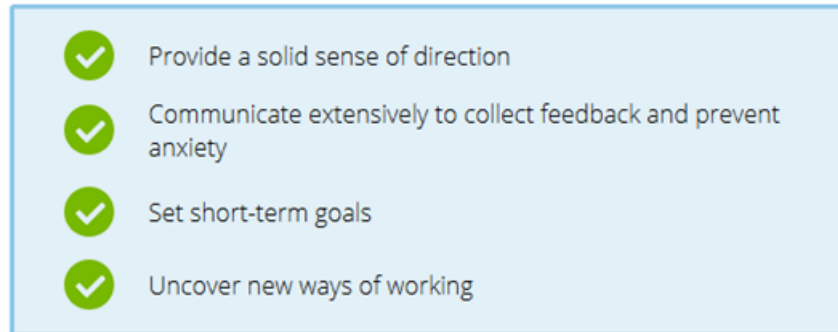 Provide a solid sense of direction
Communicate extensively to collect feedback and prevent
anxiety
Set short-term goals
Uncover new ways of working